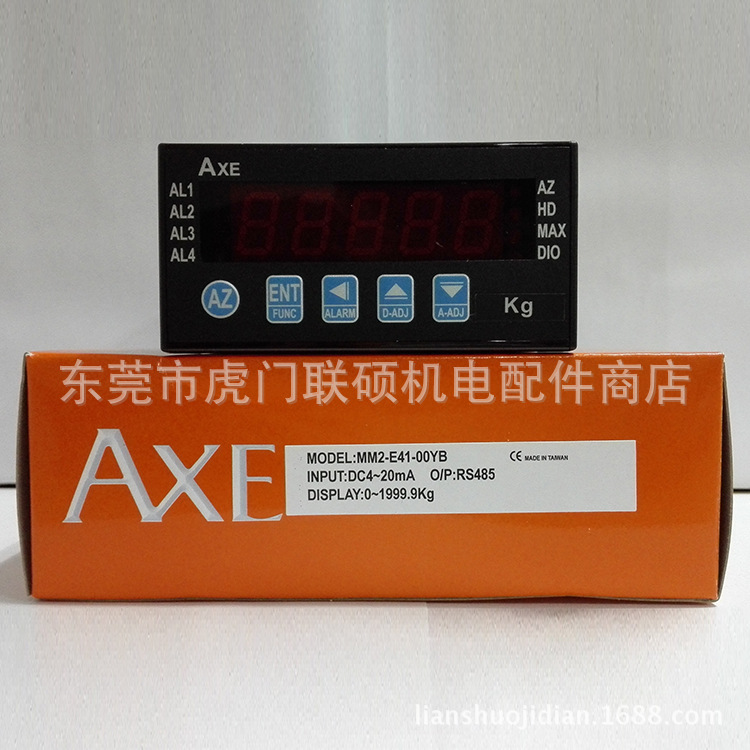 AXE
AL1
AL2
AL3
AL4
88888
AZ
HD
MAX
DIO
AZ
ENT
FUNC
ALARM
D-ADJ
A-ADJ
Kg
东莞市虎门联硕机电配件商店
AXE
MODEL:MM2-E41-00YB
CE MADE IN TAIWAN
INPUT:DC4~20mA O/P:RS485
DISPLAY:0~1999.9Kg
lianshuojidian.1688.com